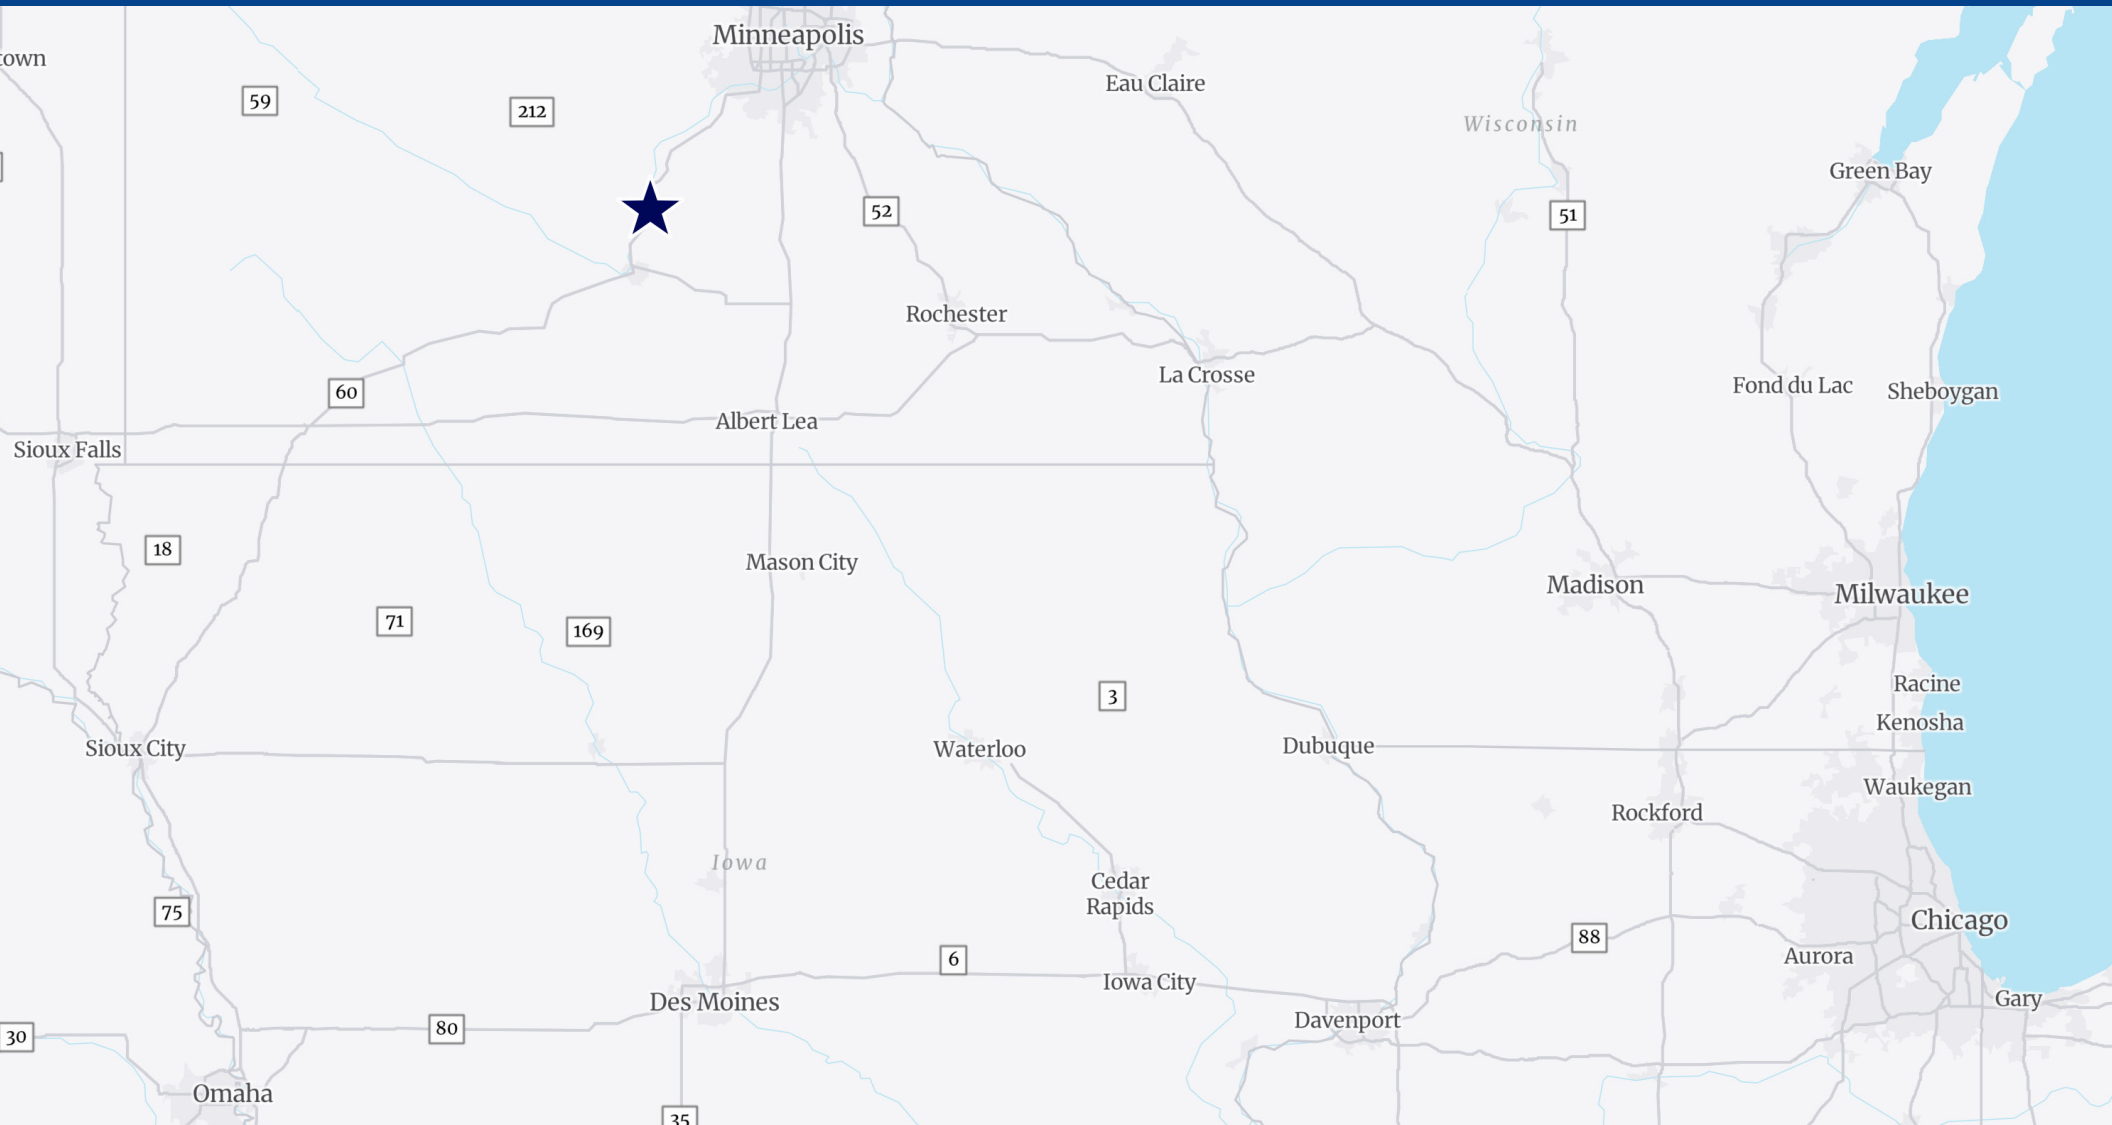 Minneapolis
town
Eau Claire
59
212
Wisconsin
Green Bay
52
51
Rochester
La Crosse
60
Fond du Lac
Sheboygan
Albert Lea
Sioux Falls
18
Mason City
Madison
Milwaukee
71
169
3
Racine
Kenosha
Sioux City
Waterloo
Dubuque
Waukegan
Rockford
Iowa
Cedar
Rapids
75
Chicago
88
6
Aurora
Iowa City
Des Moines
Gary
Davenport
80
30
Omaha
35